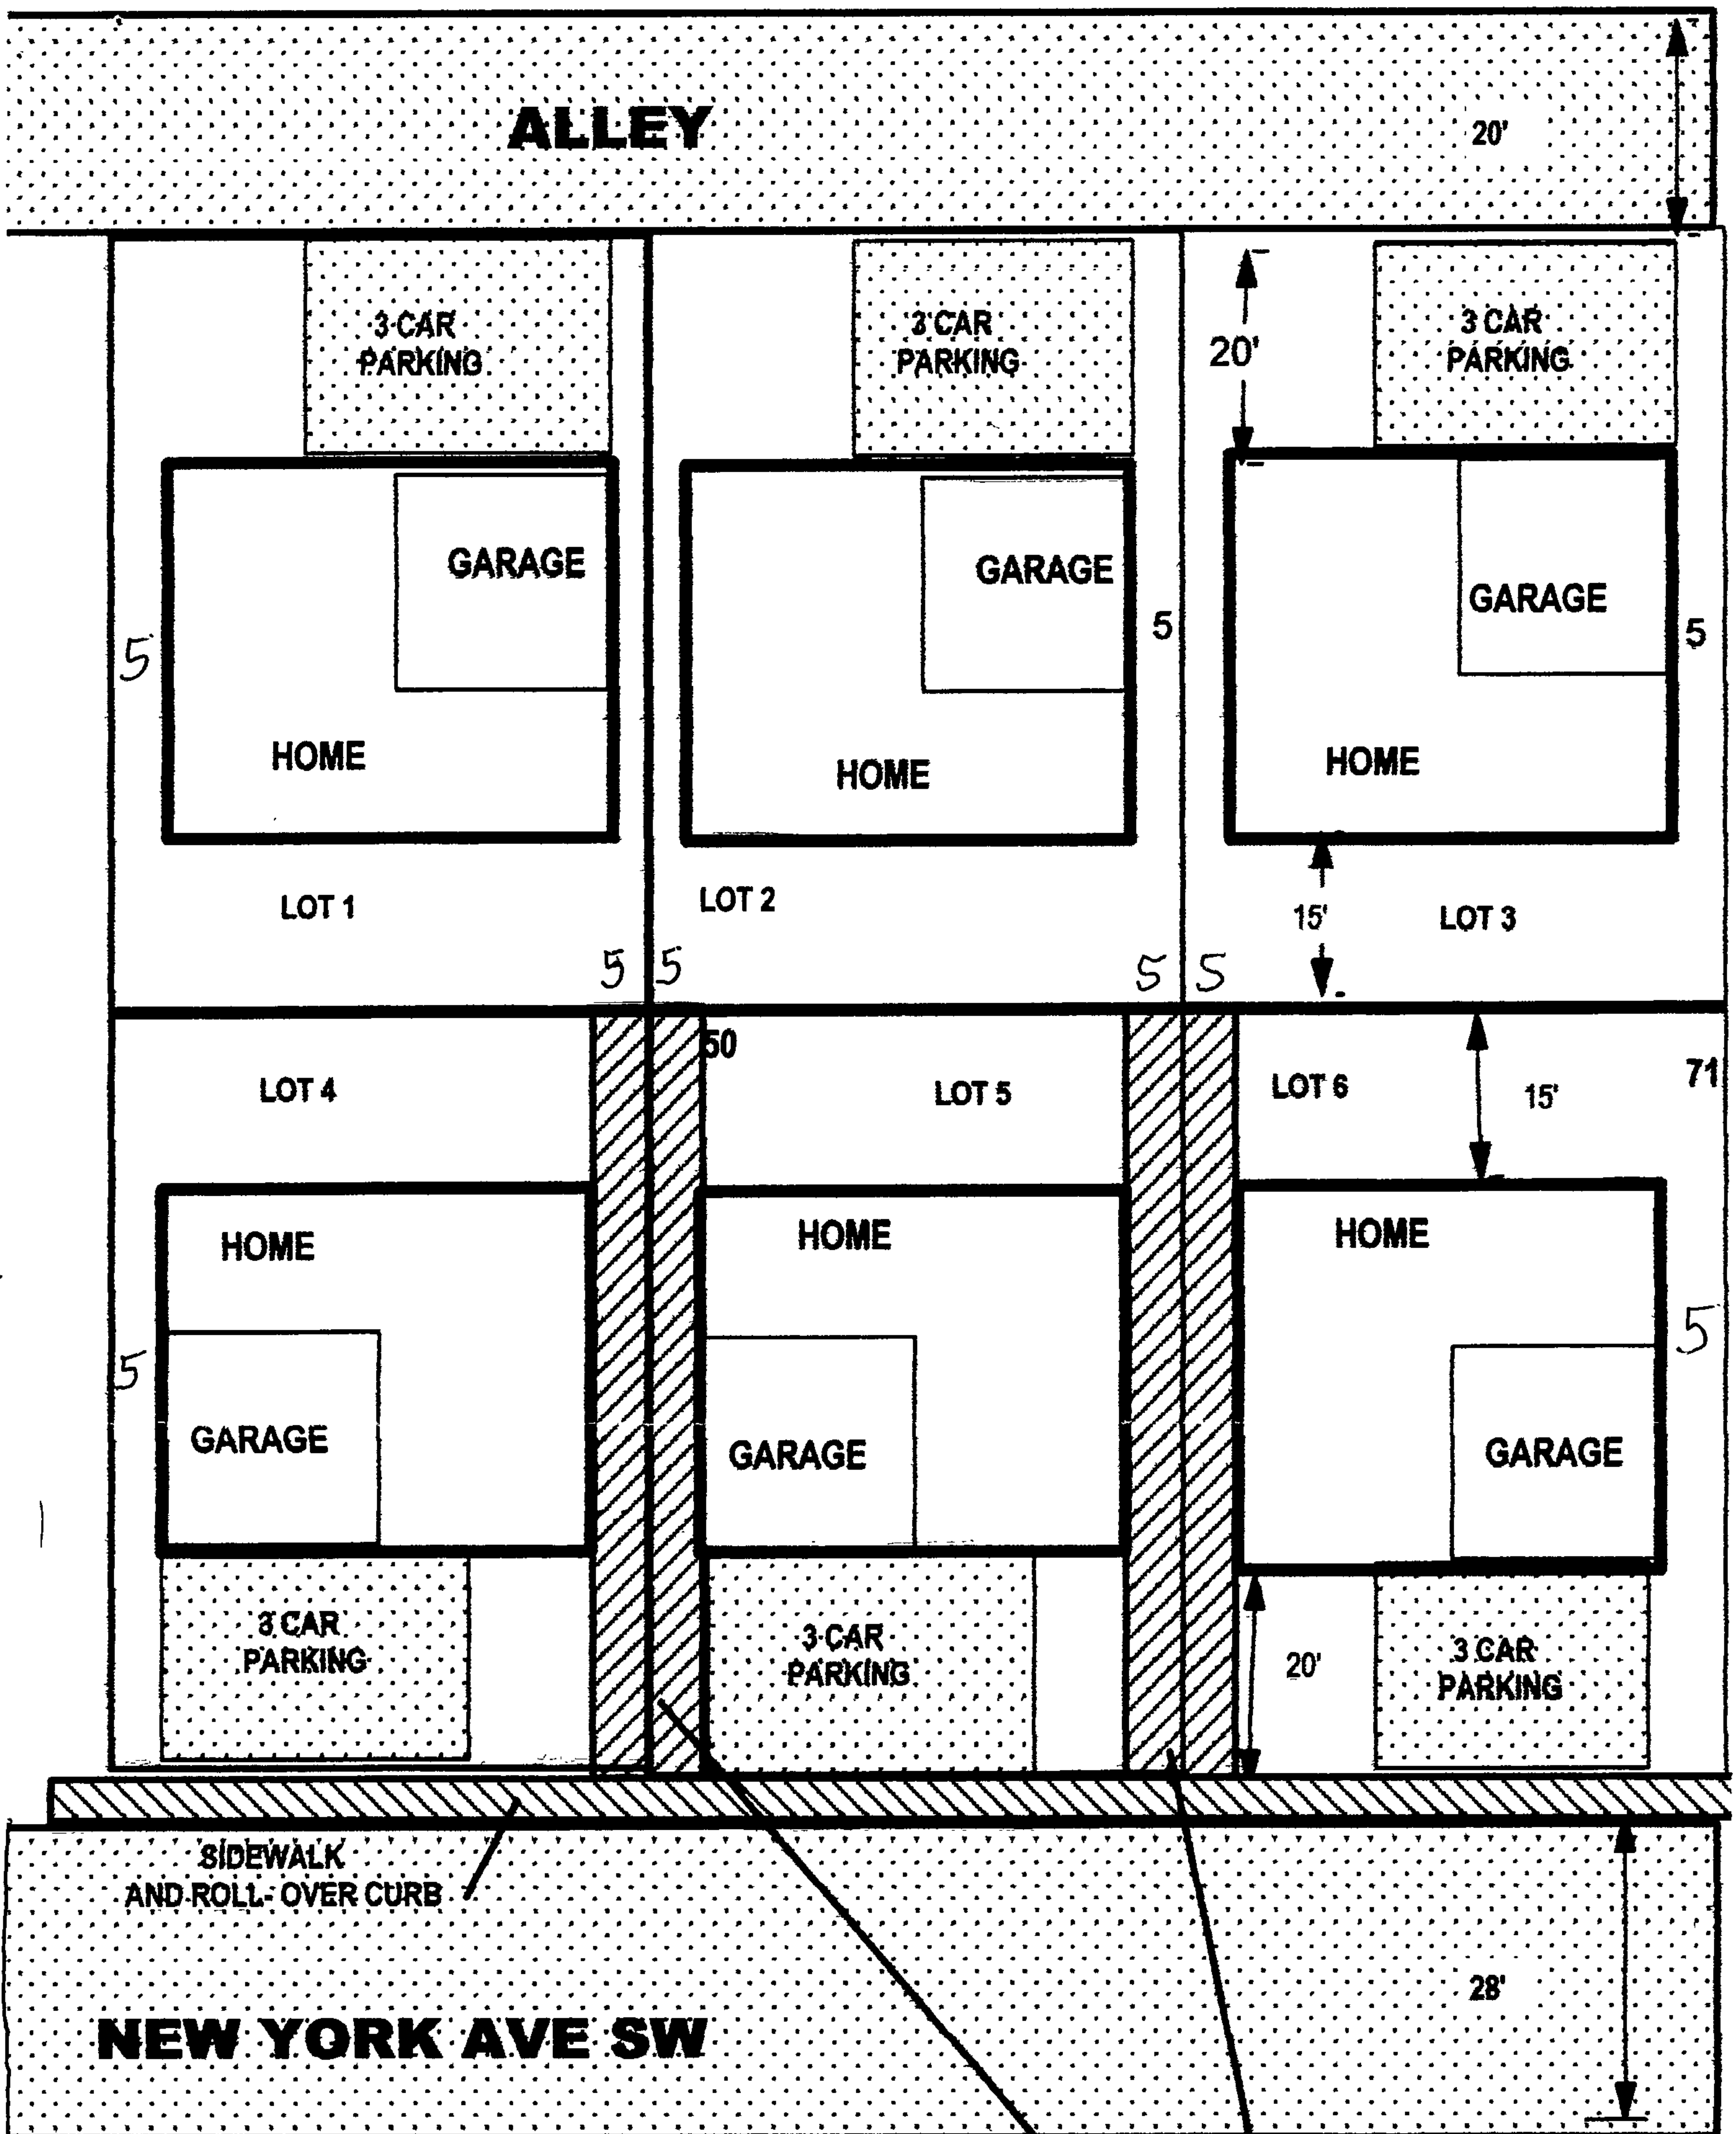 ALLEY
20'
3 CAR
PARKING
3 CAR
PARKING
20'
3 CAR
PARKING
GARAGE
GARAGE
GARAGE
5
5
5
HOME
HOME
HOME
LOT 1
LOT 2
15'
LOT 3
5
5
5
5
50
LOT 4
LOT 5
LOT 6
15'
71
HOME
HOME
HOME
5
5
GARAGE
GARAGE
GARAGE
3 CAR
PARKING
3 CAR
PARKING
20'
3 CAR
PARKING
SIDEWALK
AND ROLL- OVER CURB
28'
NEW YORK AVE SW